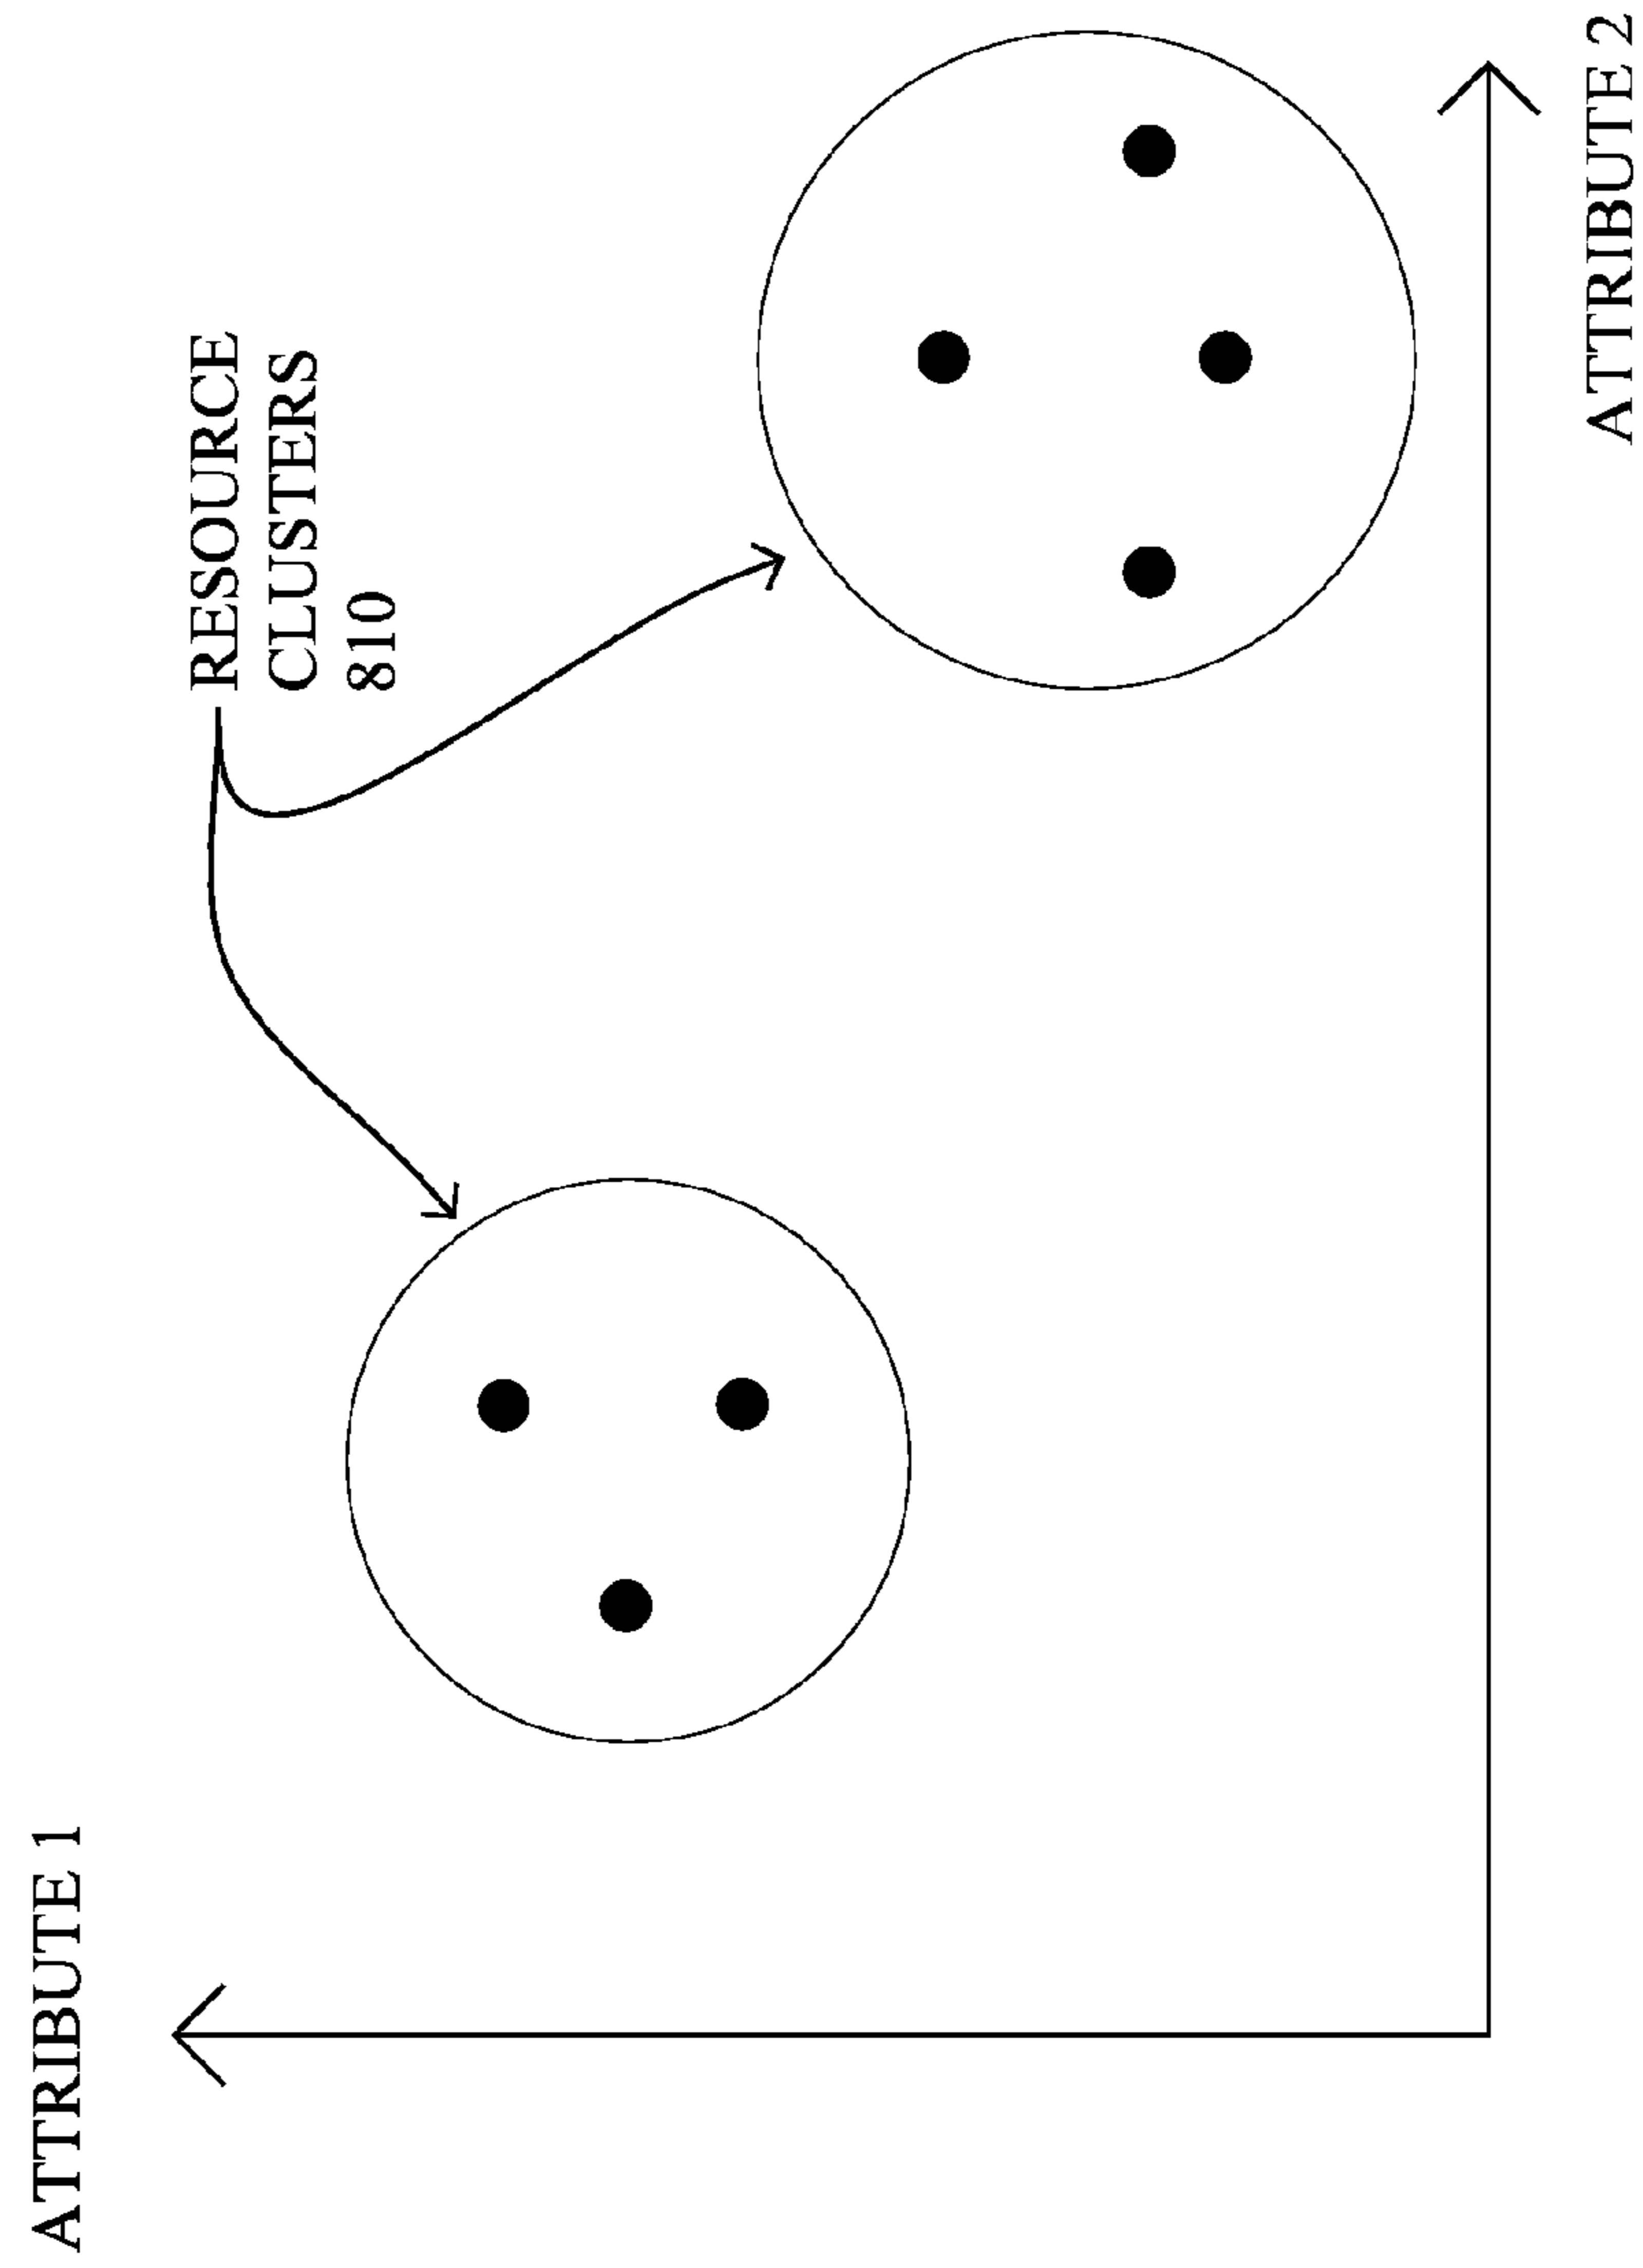 ATTRIBUTE 1
RESOURCE
CLUSTERS
810
ATTRIBUTE 2